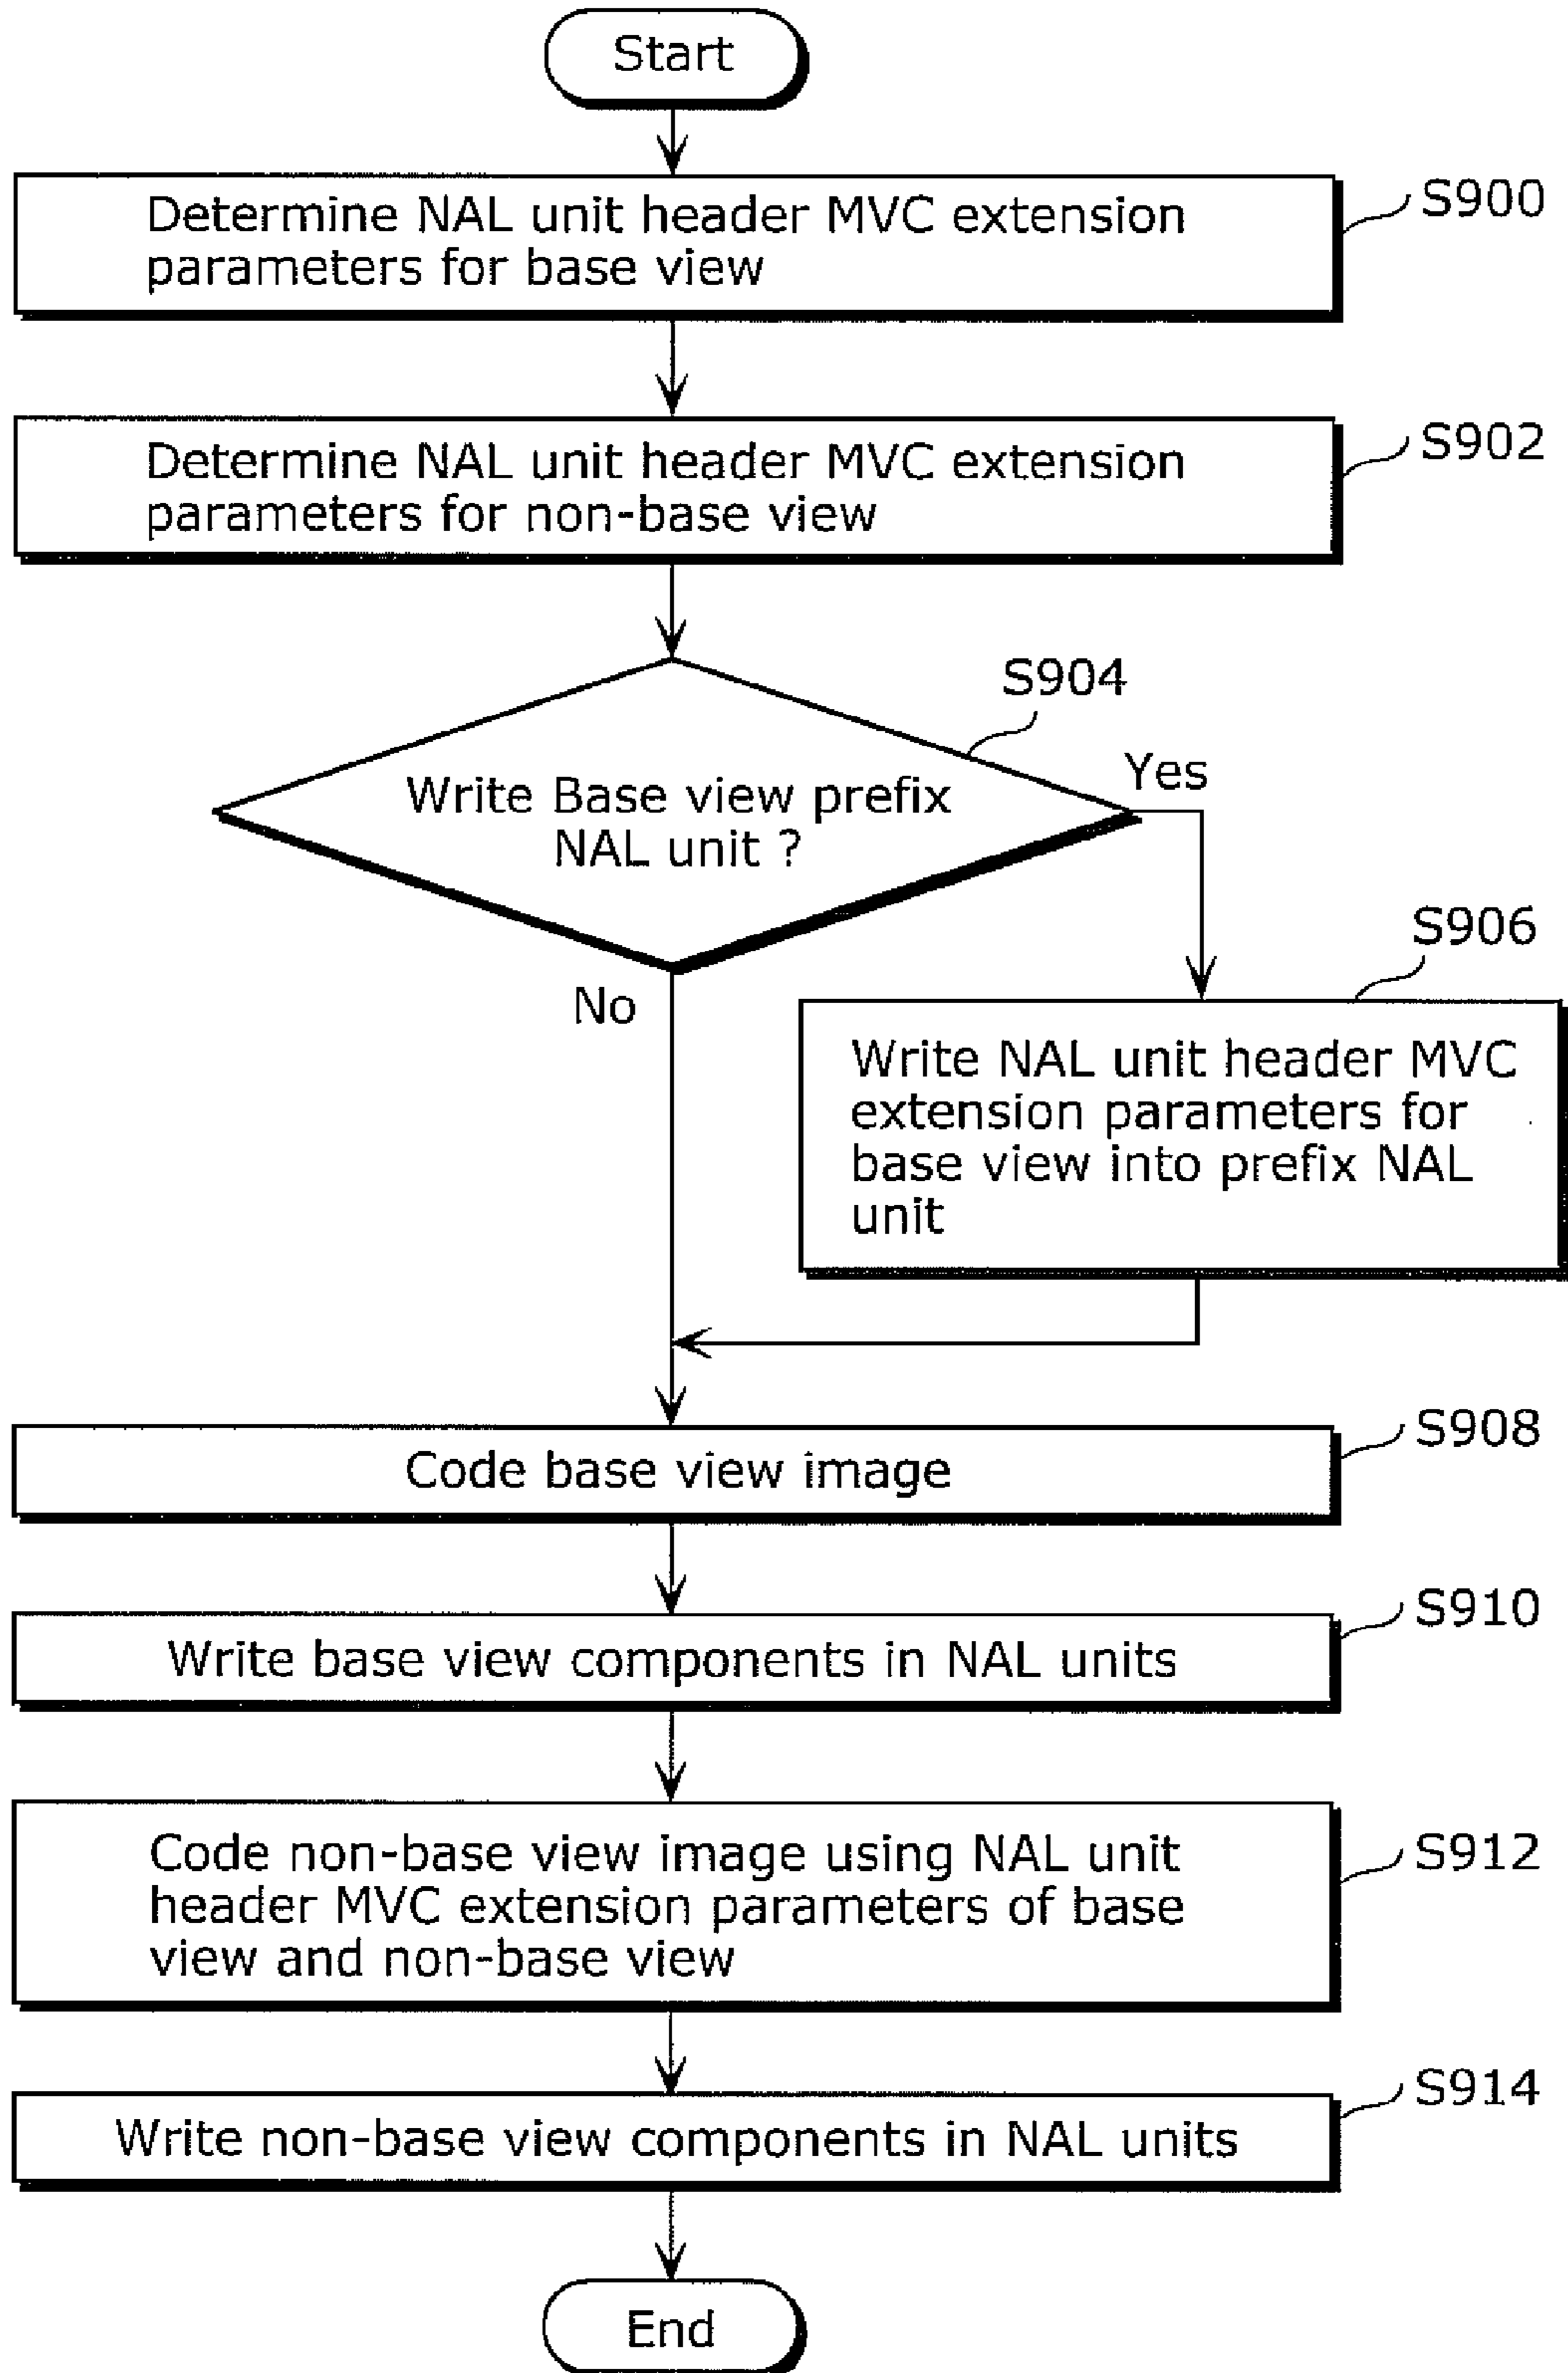 Start
Determine NAL unit header MVC extension
parameters for base view
S900
Determine NAL unit header MVC extension
parameters for non-base view
S902
S904
Write Base view prefix
NAL unit ?
Yes
No
S906
Write NAL unit header MVC
extension parameters for
base view into prefix NAL
unit
S908
Code base view image
S910
Write base view components in NAL units
S912
Code non-base view image using NAL unit
header MVC extension parameters of base
view and non-base view
S914
Write non-base view components in NAL units
End